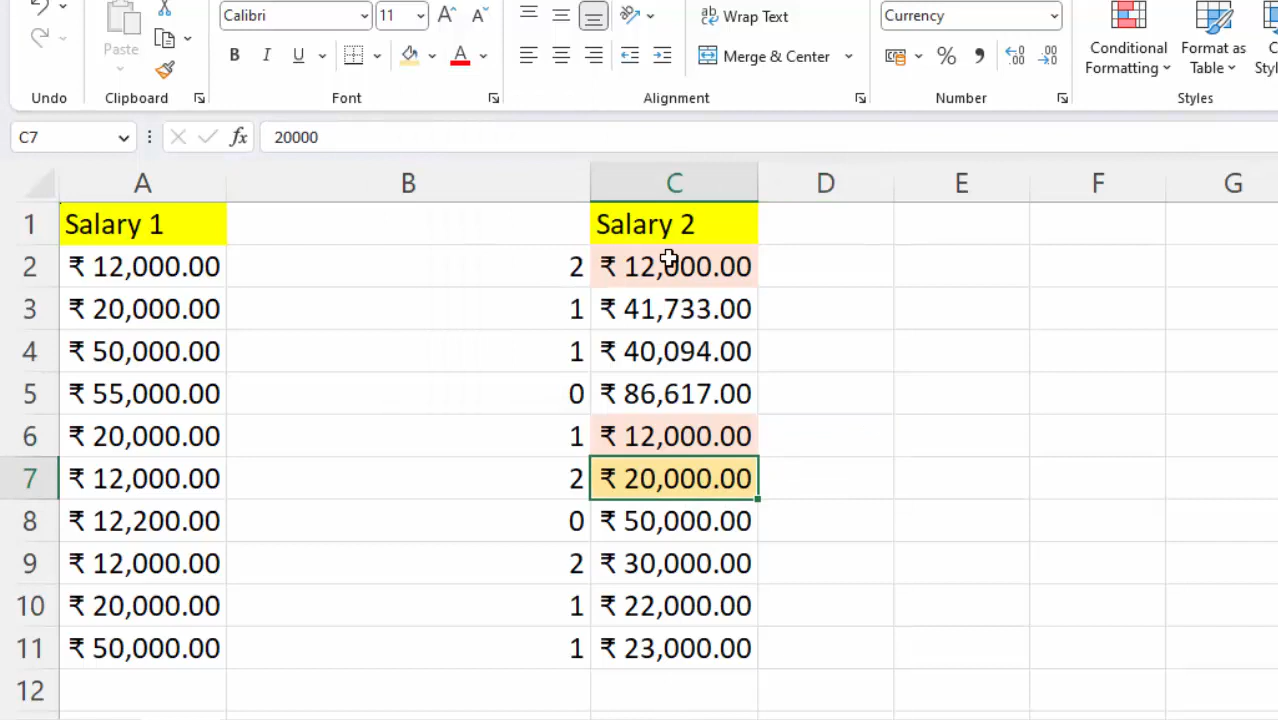 Calibri 11 Wrap Text Currency
Paste B I U Merge & Center % Conditional Formatting Format as Table
Undo Clipboard Font Alignment Number Styles
C7 fx 20000
A B C D E F G
1 Salary 1 Salary 2
2 ₹ 12,000.00 2 ₹ 12,000.00
3 ₹ 20,000.00 1 ₹ 41,733.00
4 ₹ 50,000.00 1 ₹ 40,094.00
5 ₹ 55,000.00 0 ₹ 86,617.00
6 ₹ 20,000.00 1 ₹ 12,000.00
7 ₹ 12,000.00 2 ₹ 20,000.00
8 ₹ 12,200.00 0 ₹ 50,000.00
9 ₹ 12,000.00 2 ₹ 30,000.00
10 ₹ 20,000.00 1 ₹ 22,000.00
11 ₹ 50,000.00 1 ₹ 23,000.00
12